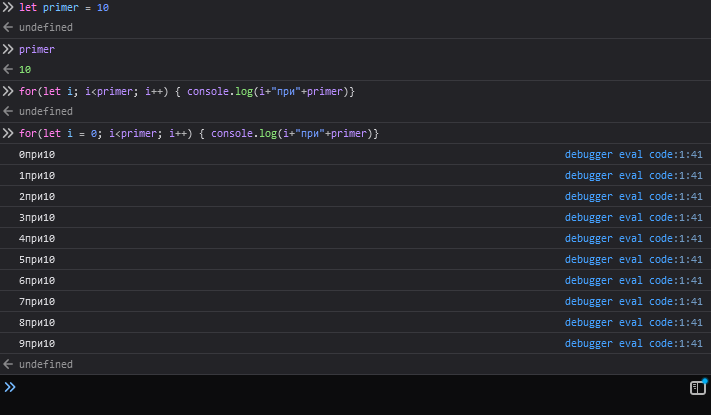 let primer = 10
undefined
primer
10
for(let i; i<primer; i++) { console.log(i+"при"+primer)}
undefined
for(let i = 0; i<primer; i++) { console.log(i+"при"+primer)}
0при10 debugger eval code:1:41
1при10 debugger eval code:1:41
2при10 debugger eval code:1:41
3при10 debugger eval code:1:41
4при10 debugger eval code:1:41
5при10 debugger eval code:1:41
6при10 debugger eval code:1:41
7при10 debugger eval code:1:41
8при10 debugger eval code:1:41
9при10 debugger eval code:1:41
undefined